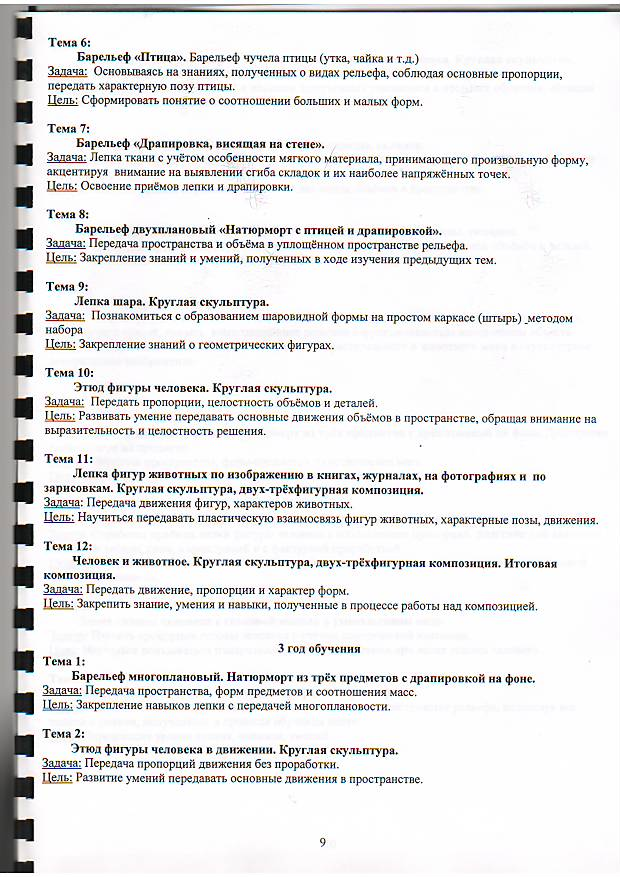 Тема 6:
Барельеф «Птица». Барельеф чучела птицы (утка, чайка и т.д.)
Задача: Основываясь на знаниях, полученных о видах рельефа, соблюдая основные пропорции,
передать характерную позу птицы.
Цель: Сформировать понятие о соотношении больших и малых форм.
Тема 7:
Барельеф «Драпировка, висящая на стене».
Задача: Лепка ткани с учётом особенности мягкого материала, принимающего произвольную форму,
акцентируя внимание на выявлении сгиба складок и их наиболее напряжённых точек.
Цель: Освоение приёмов лепки и драпировки.
Тема 8:
Барельеф двухплановый «Натюрморт с птицей и драпировкой».
Задача: Передача пространства и объёма в уплощённом пространстве рельефа.
Цель: Закрепление знаний и умений, полученных в ходе изучения предыдущих тем.
Тема 9:
Лепка шара. Круглая скульптура.
Задача: Познакомиться с образованием шаровидной формы на простом каркасе (штырь) методом
набора
Цель: Закрепление знаний о геометрических фигурах.
Тема 10:
Этюд фигуры человека. Круглая скульптура.
Задача: Передать пропорции, целостность объёмов и деталей.
Цель: Развивать умение передавать основные движения объёмов в пространстве, обращая внимание на
выразительность и целостность решения.
Тема 11:
Лепка фигур животных по изображению в книгах, журналах, на фотографиях и по
зарисовкам. Круглая скульптура, двух-трёхфигурная композиция.
Задача: Передача движения фигур, характеров животных.
Цель: Научиться передавать пластическую взаимосвязь фигур животных, характерные позы, движения.
Тема 12:
Человек и животное. Круглая скульптура, двух-трёхфигурная композиция. Итоговая
композиция.
Задача: Передать движение, пропорции и характер форм.
Цель: Закрепить знание, умения и навыки, полученные в процессе работы над композицией.
3 год обучения
Тема 1:
Барельеф многоплановый. Натюрморт из трёх предметов с драпировкой на фоне.
Задача: Передача пространства, форм предметов и соотношения масс.
Цель: Закрепление навыков лепки с передачей многоплановости.
Тема 2:
Этюд фигуры человека в движении. Круглая скульптура.
Задача: Передача пропорций движения без проработки.
Цель: Развитие умений передавать основные движения в пространстве.
9